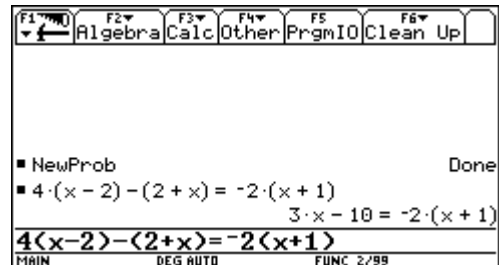 F1 F2 F3 F4 F5 F6
Algebra Calc Other PrgmIO Clean Up
▪ NewProb Done
▪ 4·(x − 2) − (2 + x) = ⁻2·(x + 1)
3·x − 10 = ⁻2·(x + 1)
4(x−2)−(2+x)=⁻2(x+1)
MAIN DEG AUTO FUNC 2/99